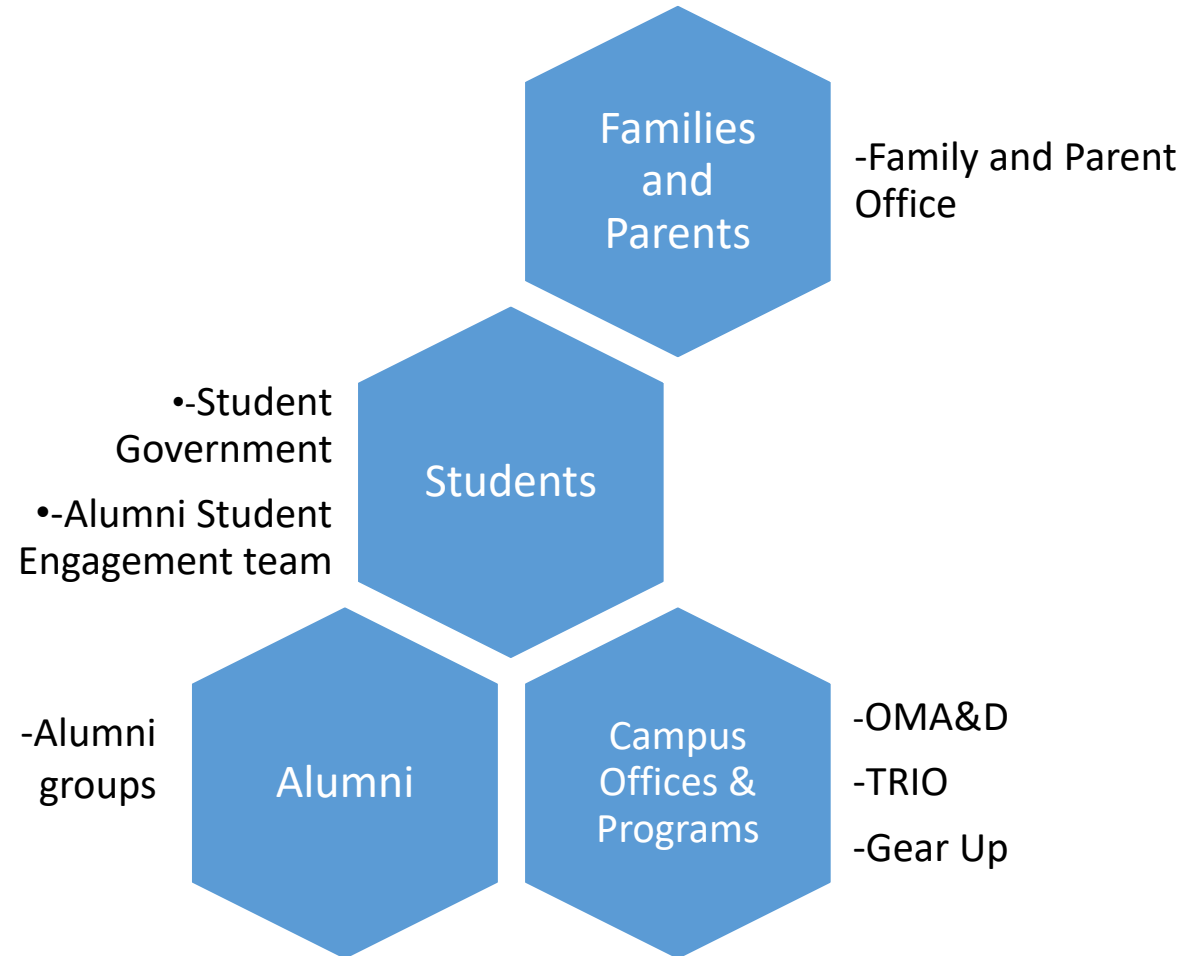 Families
and
Parents
-Family and Parent
Office
•-Student
Government
•-Alumni Student
Engagement team
Students
-Alumni
groups
Alumni
Campus
Offices &
Programs
-OMA&D
-TRIO
-Gear Up